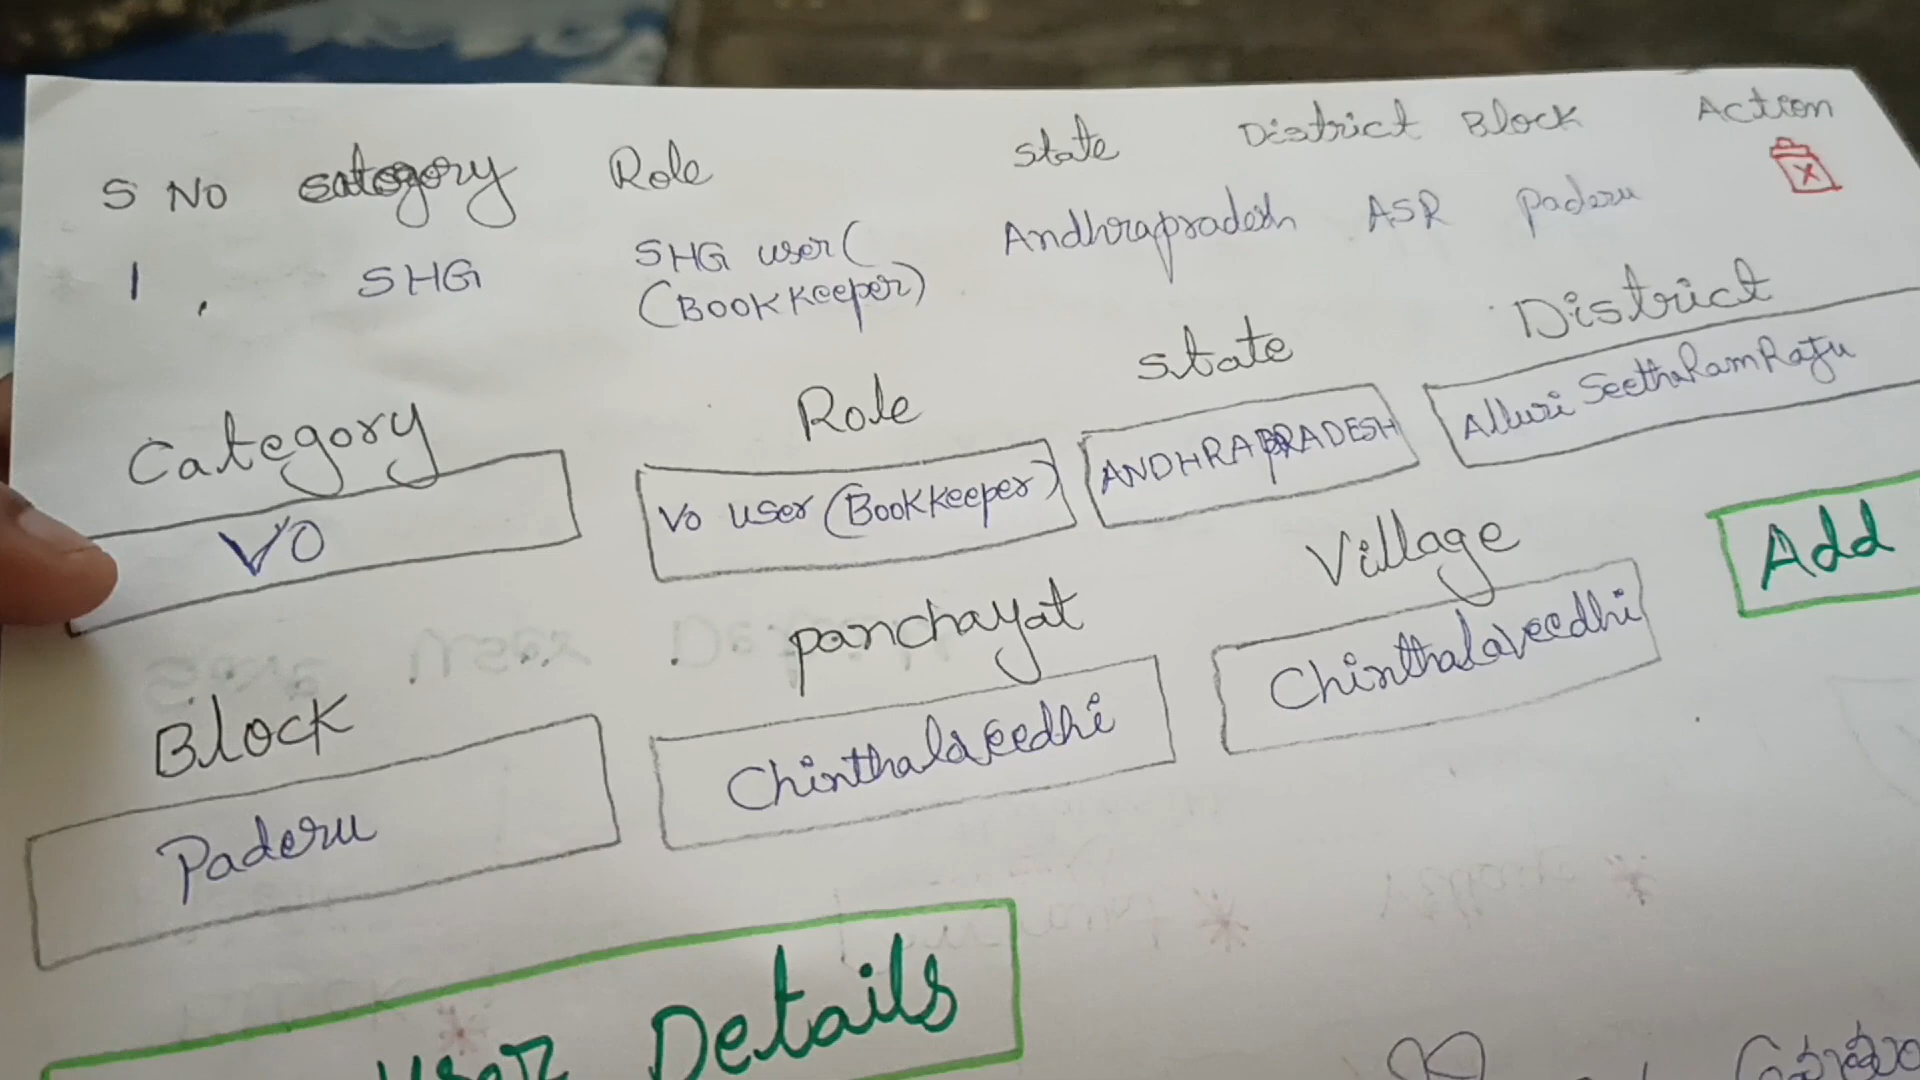 S NO category Role state District Block Action
1, SHG SHG user( Andhrapradesh ASR Paderu X
(BOOKKeeper)
Category Role state District
VO VO user (BOOKKeeper) ANDHRAPRADESH Alluri SeethaRamRaju
Block panchayat Village Add
Paderu Chinthalaveedhi Chinthalaveedhi
User Details